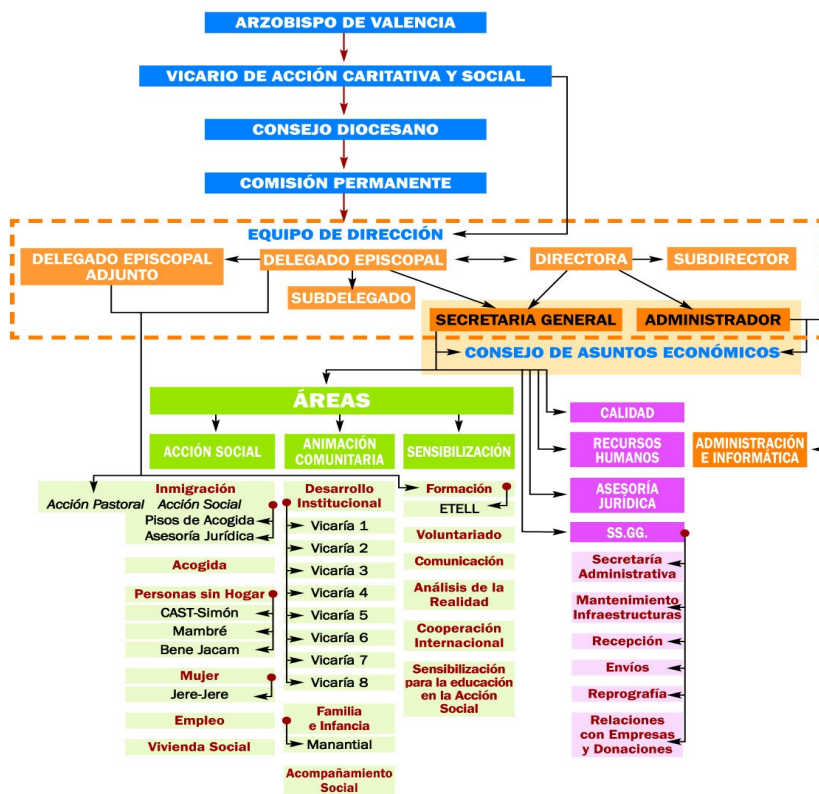 ARZOBISPO DE VALENCIA
VICARIO DE ACCIÓN CARITATIVA Y SOCIAL
CONSEJO DIOCESANO
COMISIÓN PERMANENTE
EQUIPO DE DIRECCIÓN
DELEGADO EPISCOPAL
ADJUNTO
DELEGADO EPISCOPAL
DIRECTORA
SUBDIRECTOR
SUBDELEGADO
SECRETARIA GENERAL
ADMINISTRADOR
CONSEJO DE ASUNTOS ECONÓMICOS
ÁREAS
ACCIÓN SOCIAL
Inmigración
Acción Pastoral
Acción Social
Pisos de Acogida
Asesoría Jurídica
Acogida
Personas sin Hogar
CAST-Simón
Mambré
Bene Jacam
Mujer
Jere-Jere
Empleo
Vivienda Social
ANIMACIÓN
COMUNITARIA
Desarrollo
Institucional
Vicaría 1
Vicaría 2
Vicaría 3
Vicaría 4
Vicaría 5
Vicaría 6
Vicaría 7
Vicaría 8
Familia
e Infancia
Manantial
Acompañamiento
Social
SENSIBILIZACIÓN
Formación
ETELL
Voluntariado
Comunicación
Análisis de la
Realidad
Cooperación
Internacional
Sensibilización
para la educación
en la Acción
Social
CALIDAD
RECURSOS
HUMANOS
ADMINISTRACIÓN
E INFORMÁTICA
ASESORÍA
JURÍDICA
SS.GG.
Secretaría
Administrativa
Mantenimiento
Infraestructuras
Recepción
Envíos
Reprografía
Relaciones
con Empresas
y Donaciones